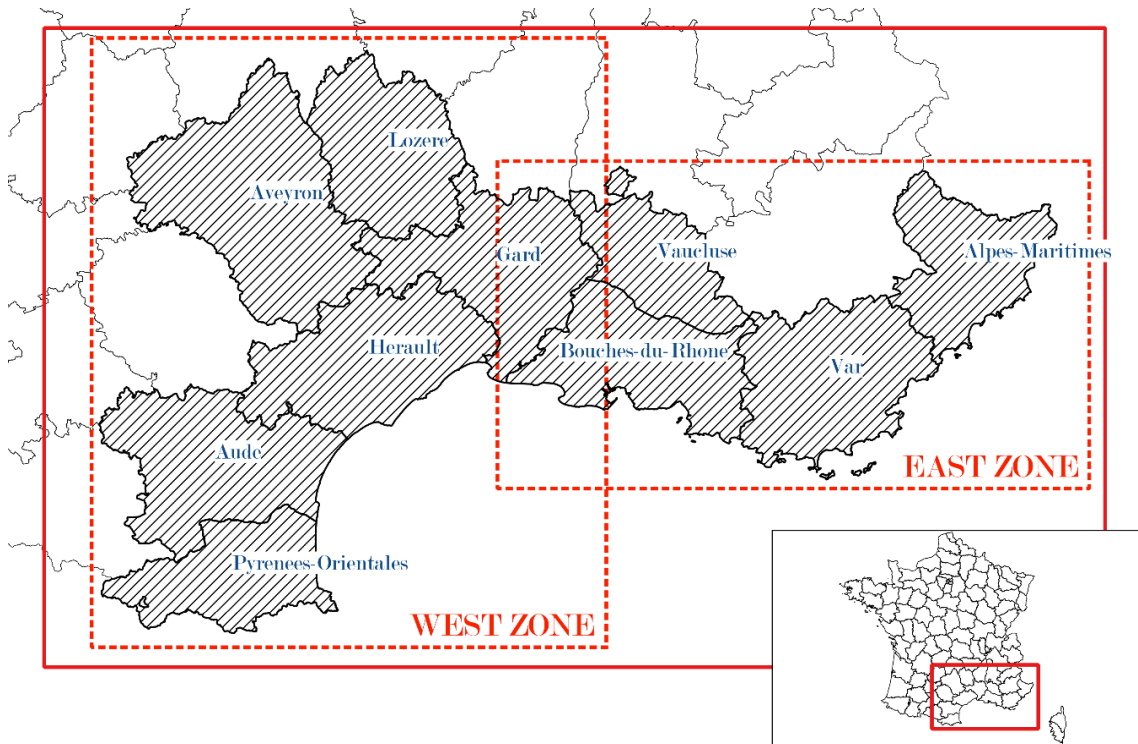 Lozere
Aveyron
Gard
Vaucluse
Alpes-Maritimes
Herault
Bouches-du-Rhone
Var
Aude
EAST ZONE
Pyrenees-Orientales
WEST ZONE